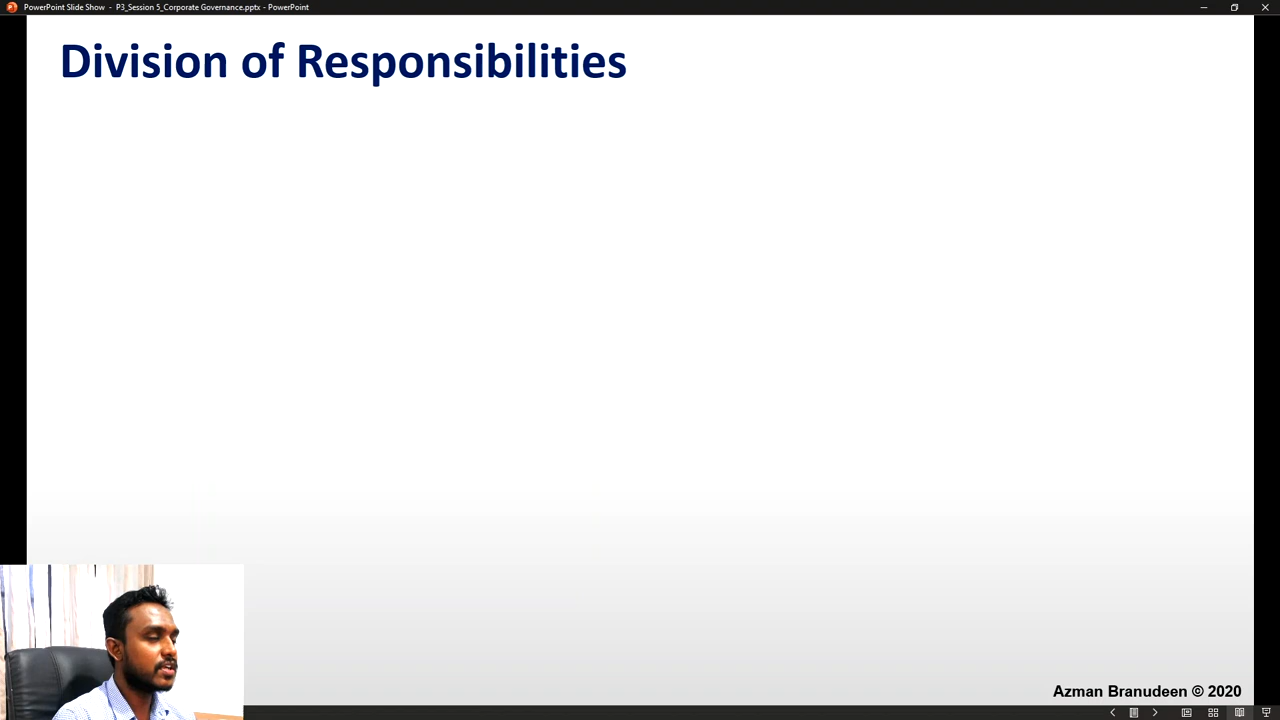 PowerPoint Slide Show - P3_Session 5_Corporate Governance.pptx - PowerPoint
Division of Responsibilities
Azman Branudeen © 2020